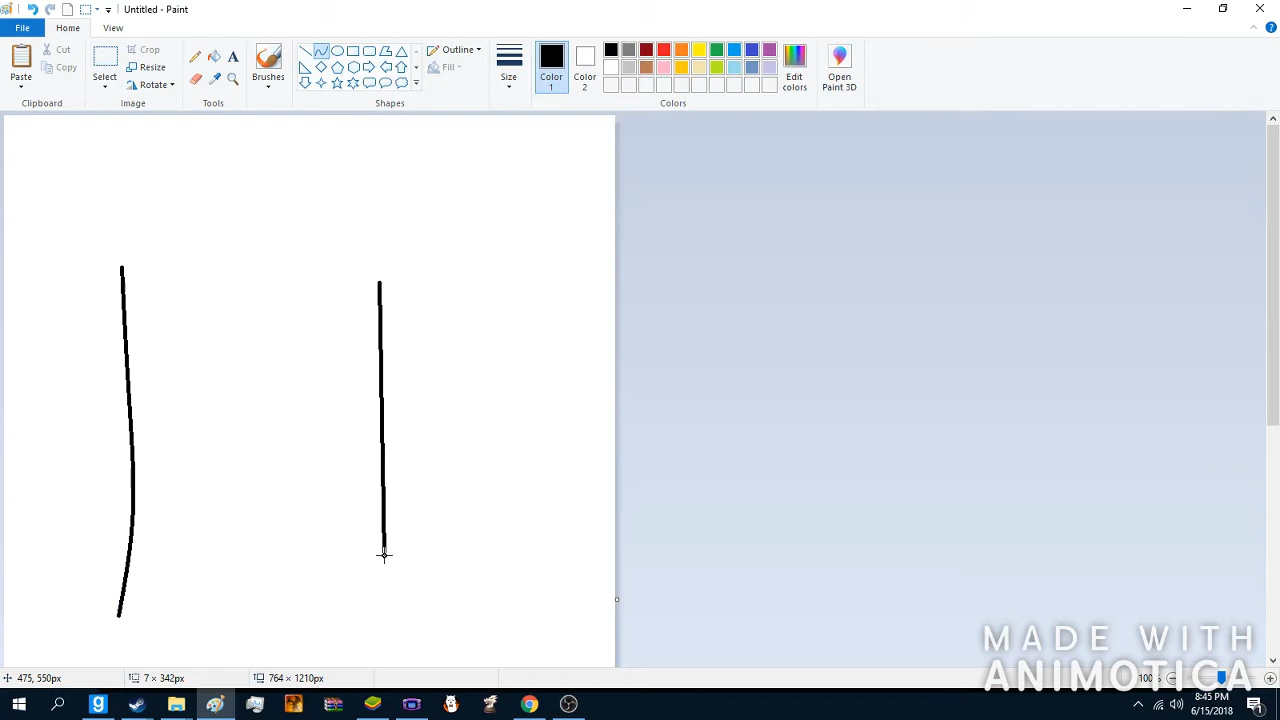 Untitled - Paint
File Home View
Paste Cut Copy Clipboard
Select Crop Resize Rotate Image
Tools
Brushes
Shapes Outline Fill
Size
Color 1 Color 2 Colors
Edit colors
Open Paint 3D
MADE WITH
ANIMOTICA
475, 550px 7 × 342px 764 × 1210px 100%
8:45 PM
6/15/2018